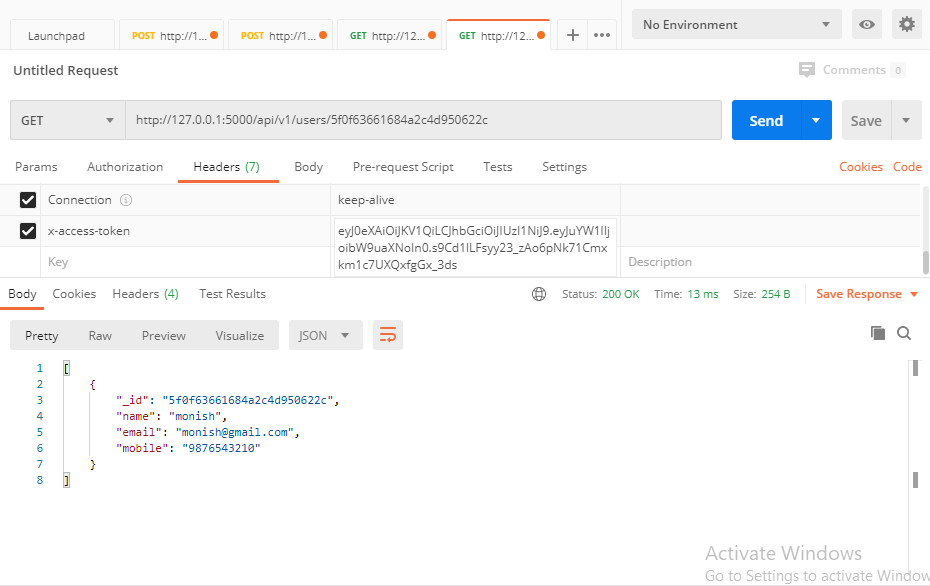 Launchpad
POST http://1...
POST http://1...
GET http://12...
GET http://12...
+
•••
No Environment
Untitled Request
Comments 0
GET
http://127.0.0.1:5000/api/v1/users/5f0f63661684a2c4d950622c
Send
Save
Params
Authorization
Headers (7)
Body
Pre-request Script
Tests
Settings
Cookies
Code
Connection
keep-alive
x-access-token
eyJ0eXAiOiJKV1QiLCJhbGciOiJIUzI1NiJ9.eyJuYW1lIj
oibW9uaXNoIn0.s9Cd1ILFsyy23_zAo6pNk71Cmx
km1c7UXQxfgGx_3ds
Key
Description
Body
Cookies
Headers (4)
Test Results
Status: 200 OK
Time: 13 ms
Size: 254 B
Save Response
Pretty
Raw
Preview
Visualize
JSON
1 [
2 {
3 "_id": "5f0f63661684a2c4d950622c",
4 "name": "monish",
5 "email": "monish@gmail.com",
6 "mobile": "9876543210"
7 }
8 ]
Activate Windows
Go to Settings to activate Window